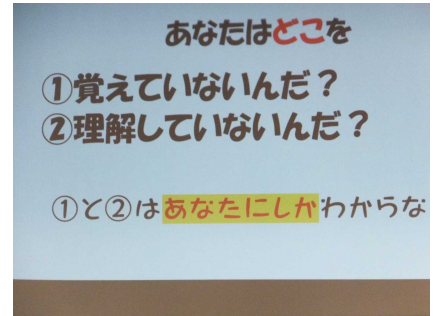 あなたはどこを
①覚えていないんだ？
②理解していないんだ？
①と②はあなたにしかわからな